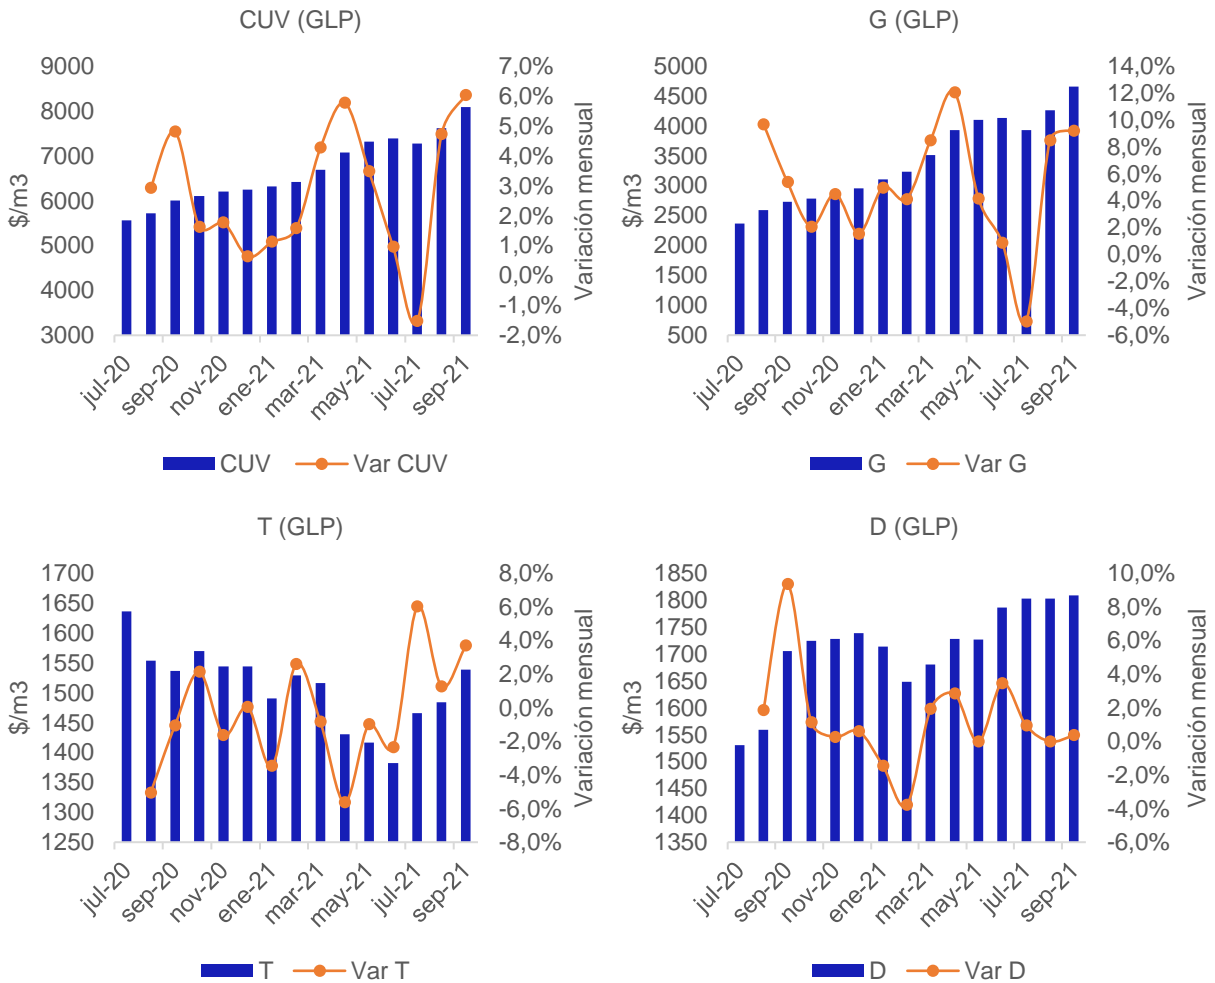 CUV (GLP)
9000
8000
7000
6000
5000
4000
3000
$/m3
7,0%
6,0%
5,0%
4,0%
3,0%
2,0%
1,0%
0,0%
-1,0%
-2,0%
Variación mensual
jul-20
sep-20
nov-20
ene-21
mar-21
may-21
jul-21
sep-21
CUV
Var CUV
G (GLP)
5000
4500
4000
3500
3000
2500
2000
1500
1000
500
$/m3
14,0%
12,0%
10,0%
8,0%
6,0%
4,0%
2,0%
0,0%
-2,0%
-4,0%
-6,0%
Variación mensual
jul-20
sep-20
nov-20
ene-21
mar-21
may-21
jul-21
sep-21
G
Var G
T (GLP)
1700
1650
1600
1550
1500
1450
1400
1350
1300
1250
$/m3
8,0%
6,0%
4,0%
2,0%
0,0%
-2,0%
-4,0%
-6,0%
-8,0%
Variación mensual
jul-20
sep-20
nov-20
ene-21
mar-21
may-21
jul-21
sep-21
T
Var T
D (GLP)
1850
1800
1750
1700
1650
1600
1550
1500
1450
1400
1350
$/m3
10,0%
8,0%
6,0%
4,0%
2,0%
0,0%
-2,0%
-4,0%
-6,0%
Variación mensual
jul-20
sep-20
nov-20
ene-21
mar-21
may-21
jul-21
sep-21
D
Var D